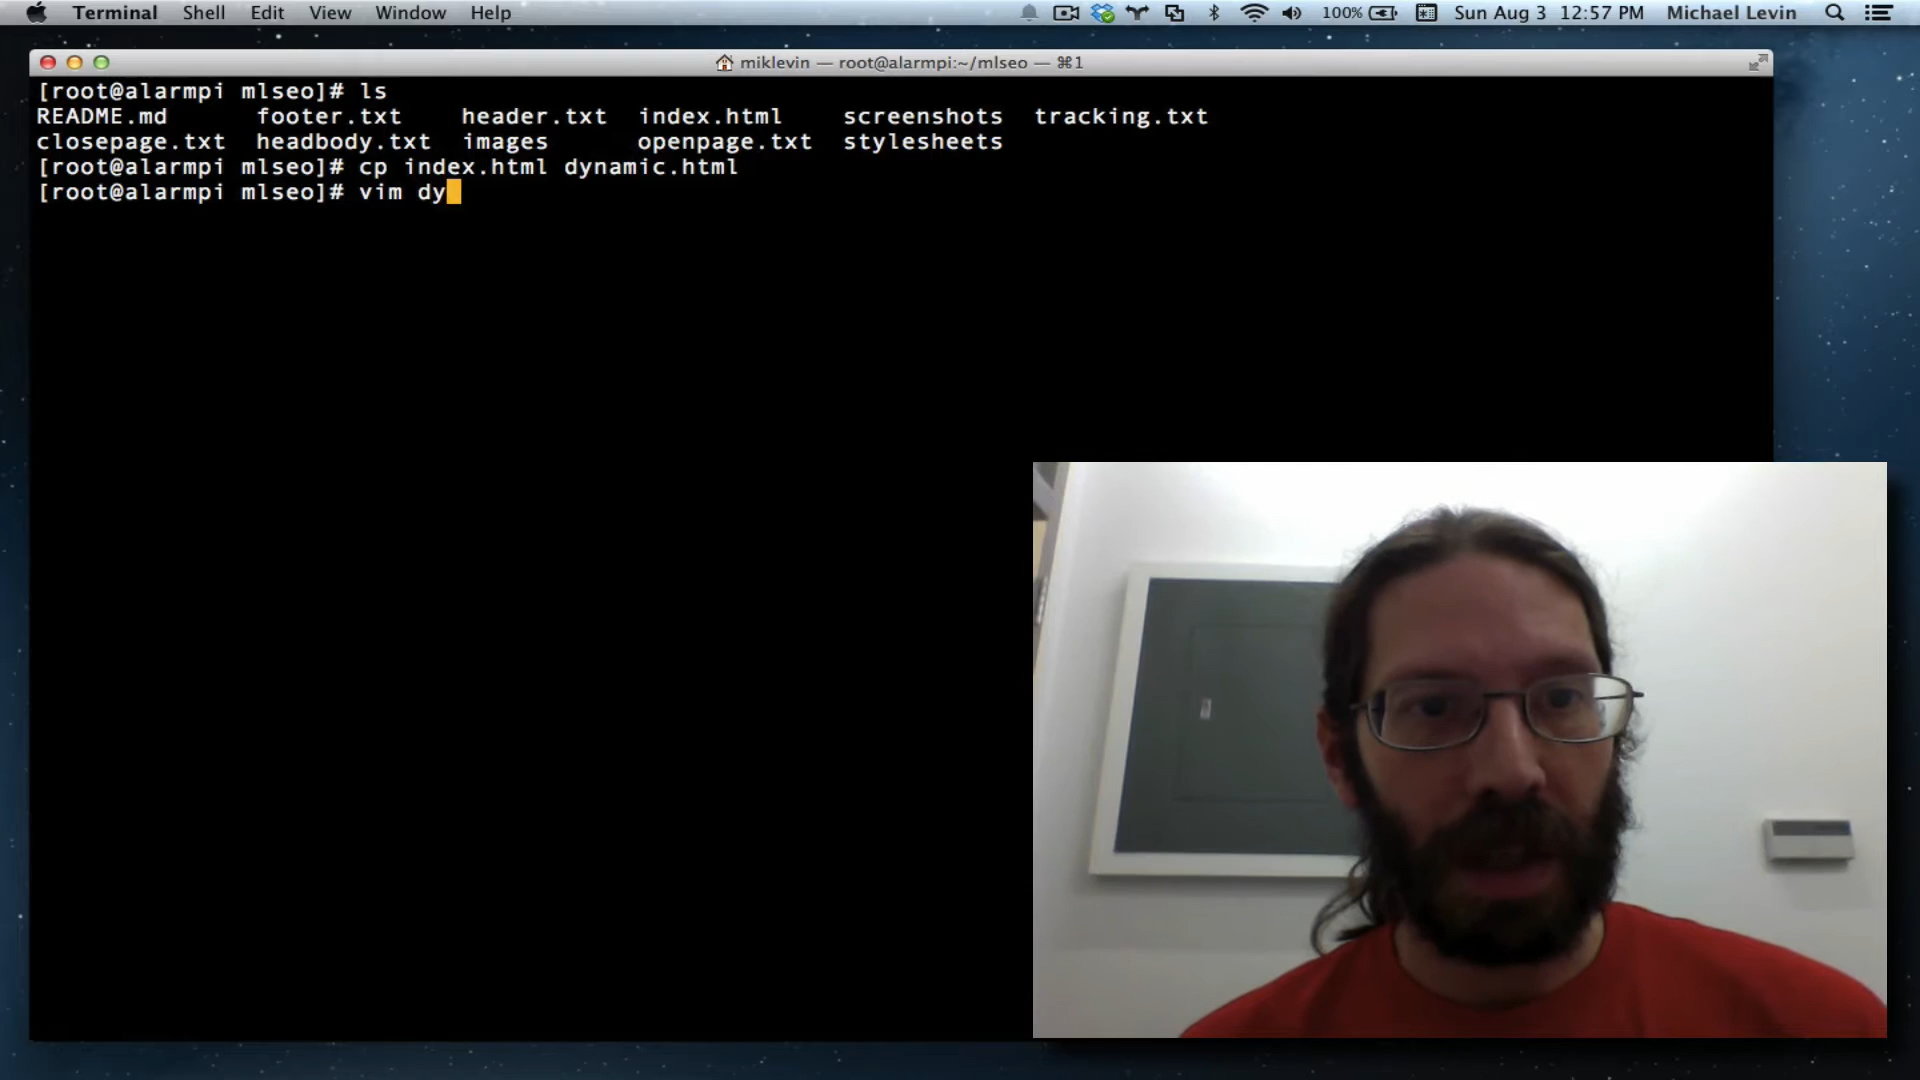 Terminal Shell Edit View Window Help 100% Sun Aug 3 12:57 PM Michael Levin
miklevin — root@alarmpi:~/mlseo — ⌘1
[root@alarmpi mlseo]# ls
README.md footer.txt header.txt index.html screenshots tracking.txt
closepage.txt headbody.txt images openpage.txt stylesheets
[root@alarmpi mlseo]# cp index.html dynamic.html
[root@alarmpi mlseo]# vim dy